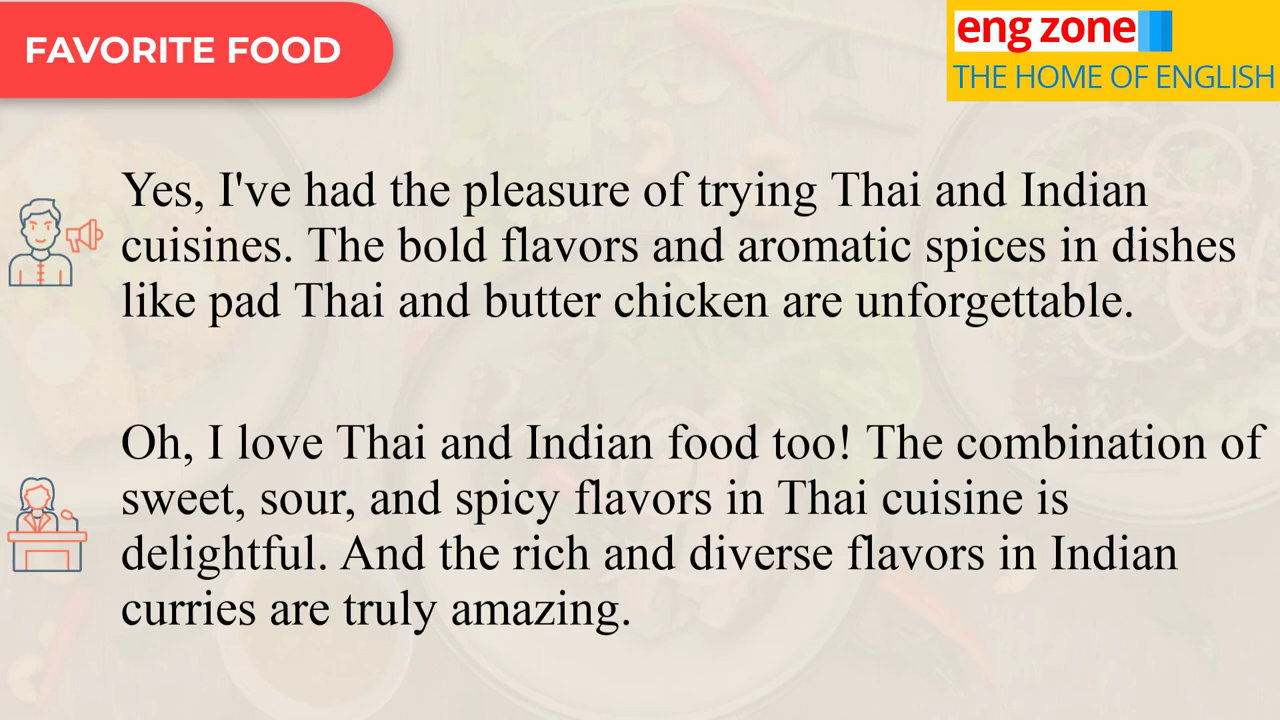 FAVORITE FOOD
eng zone
THE HOME OF ENGLISH
Yes, I've had the pleasure of trying Thai and Indian
cuisines. The bold flavors and aromatic spices in dishes
like pad Thai and butter chicken are unforgettable.
Oh, I love Thai and Indian food too! The combination of
sweet, sour, and spicy flavors in Thai cuisine is
delightful. And the rich and diverse flavors in Indian
curries are truly amazing.